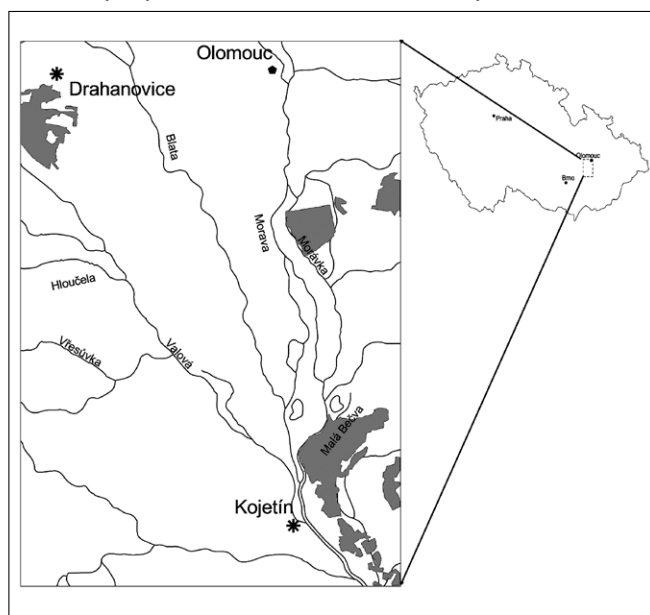 Olomouc
Drahanovice
Blata
Morava
Morávka
Hloučela
Vřesůvka
Valová
Malá Bečva
Kojetín
Praha
Olomouc
Brno